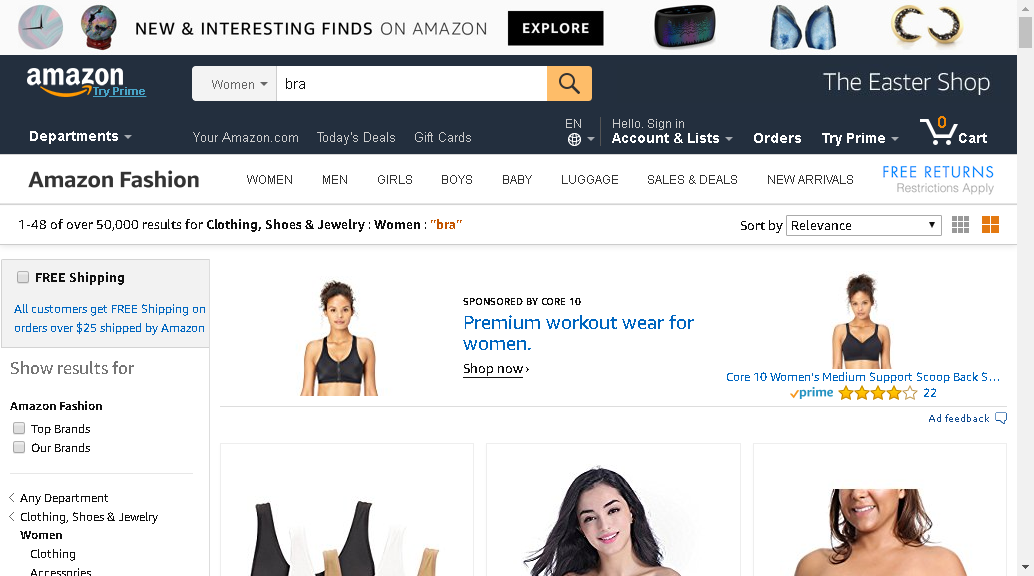 NEW & INTERESTING FINDS ON AMAZON
EXPLORE
amazon
Try Prime
Women
bra
The Easter Shop
Departments
Your Amazon.com
Today's Deals
Gift Cards
EN
Hello. Sign in
Account & Lists
Orders
Try Prime
0
Cart
Amazon Fashion
WOMEN
MEN
GIRLS
BOYS
BABY
LUGGAGE
SALES & DEALS
NEW ARRIVALS
FREE RETURNS
Restrictions Apply
1-48 of over 50,000 results for Clothing, Shoes & Jewelry : Women : "bra"
Sort by Relevance
FREE Shipping
All customers get FREE Shipping on
orders over $25 shipped by Amazon
Show results for
Amazon Fashion
Top Brands
Our Brands
Any Department
Clothing, Shoes & Jewelry
Women
Clothing
Accessories
SPONSORED BY CORE 10
Premium workout wear for
women.
Shop now ›
Core 10 Women's Medium Support Scoop Back S...
prime
22
Ad feedback